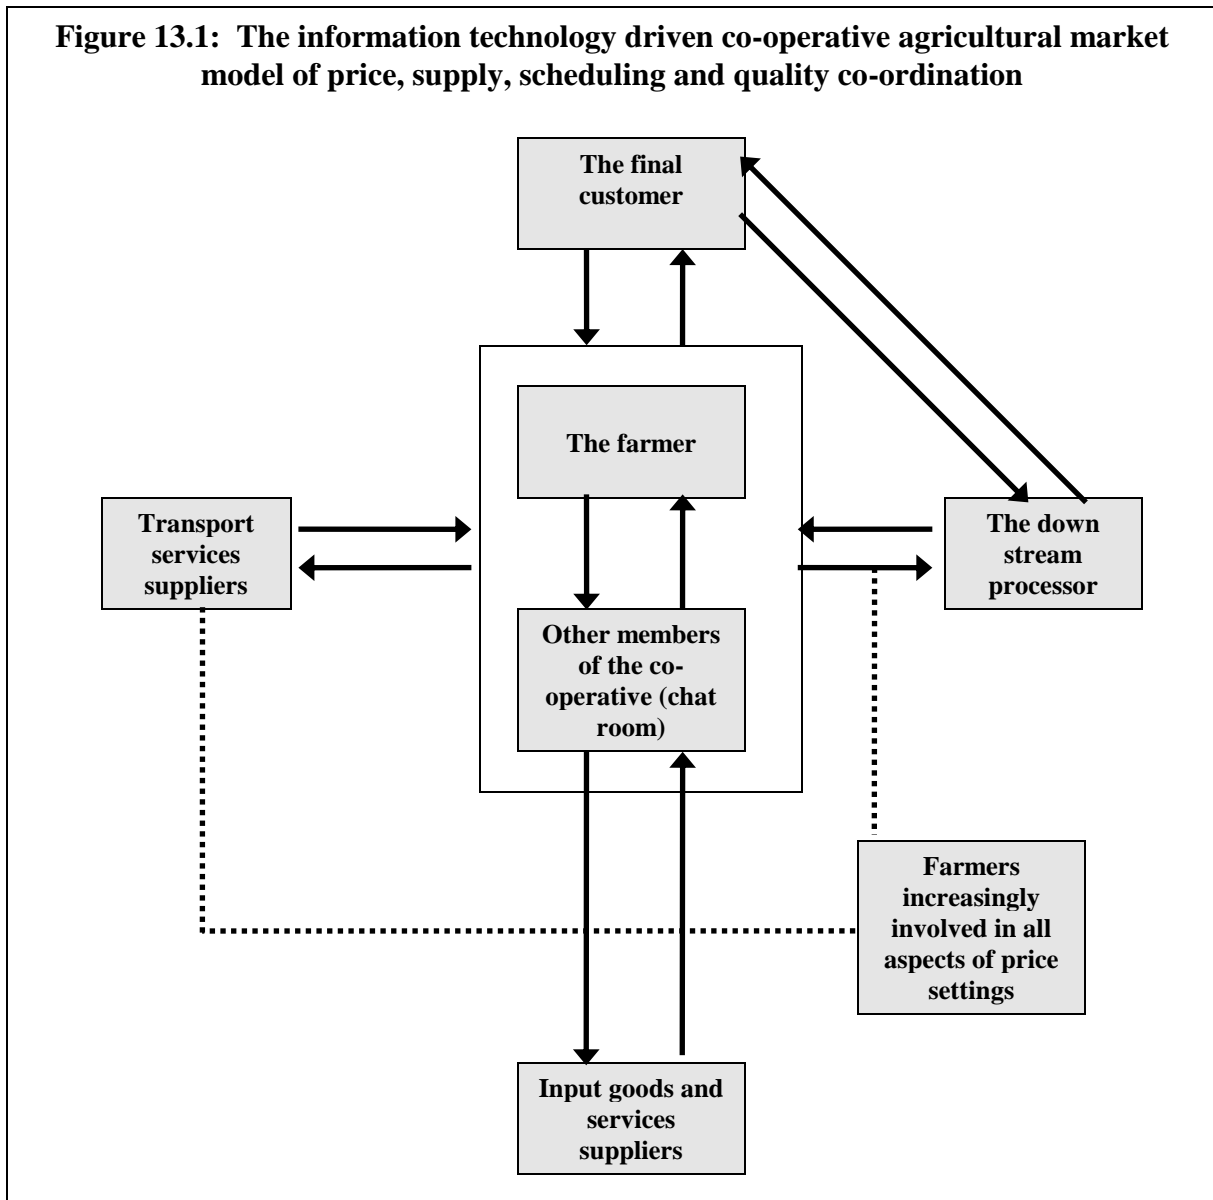 Figure 13.1:  The information technology driven co-operative agricultural market
model of price, supply, scheduling and quality co-ordination
The final
customer
The farmer
Transport
services
suppliers
The down
stream
processor
Other members
of the co-
operative (chat
room)
Farmers
increasingly
involved in all
aspects of price
settings
Input goods and
services
suppliers